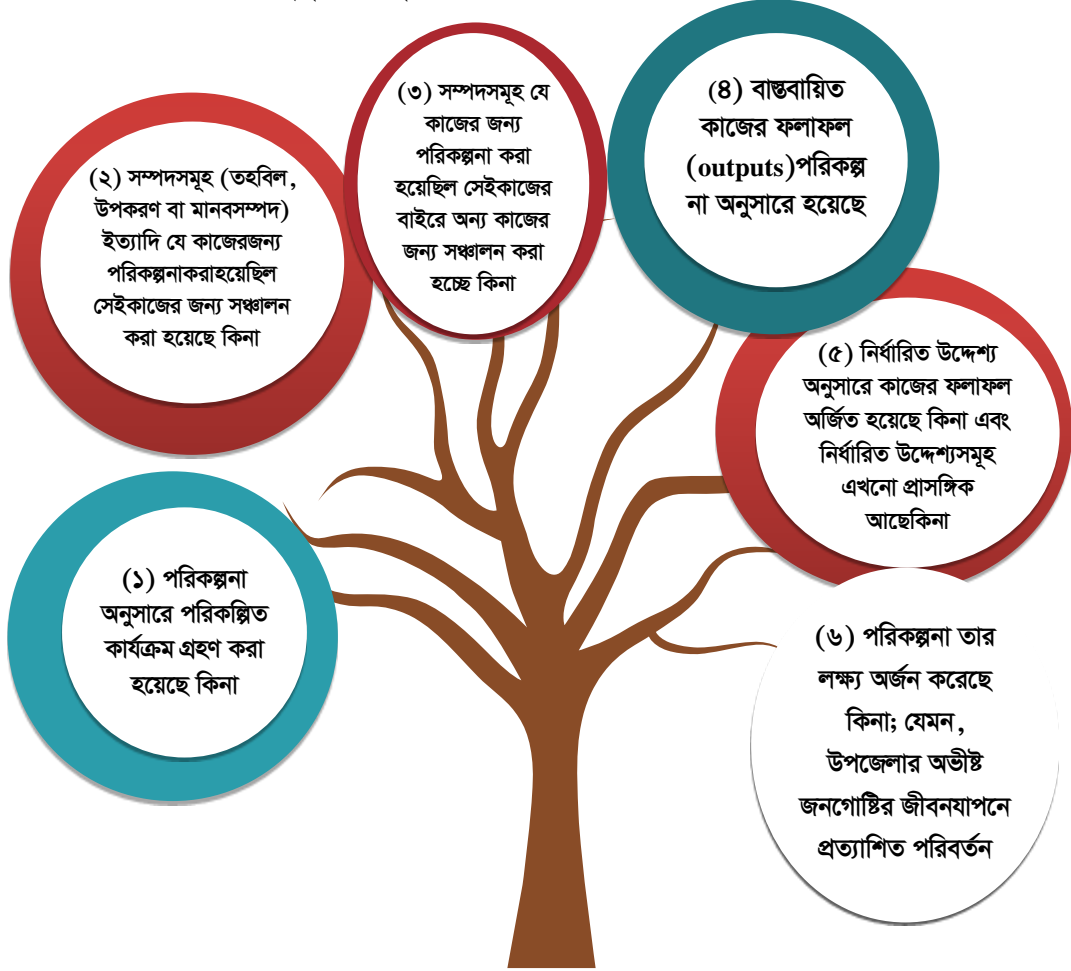 (১) পরিকল্পনা
অনুসারে পরিকল্পিত
কার্যক্রম গ্রহণ করা
হয়েছে কিনা
(২) সম্পদসমূহ (তহবিল,
উপকরণ বা মানবসম্পদ)
ইত্যাদি যে কাজেরজন্য
পরিকল্পনাকরাহয়েছিল
সেইকাজের জন্য সঞ্চালন
করা হয়েছে কিনা
(৩) সম্পদসমূহ যে
কাজের জন্য
পরিকল্পনা করা
হয়েছিল সেইকাজের
বাইরে অন্য কাজের
জন্য সঞ্চালন করা
হচ্ছে কিনা
(৪) বাস্তবায়িত
কাজের ফলাফল
(outputs)পরিকল্প
না অনুসারে হয়েছে
(৫) নির্ধারিত উদ্দেশ্য
অনুসারে কাজের ফলাফল
অর্জিত হয়েছে কিনা এবং
নির্ধারিত উদ্দেশ্যসমূহ
এখনো প্রাসঙ্গিক
আছেকিনা
(৬) পরিকল্পনা তার
লক্ষ্য অর্জন করেছে
কিনা; যেমন,
উপজেলার অভীষ্ট
জনগোষ্টির জীবনযাপনে
প্রত্যাশিত পরিবর্তন